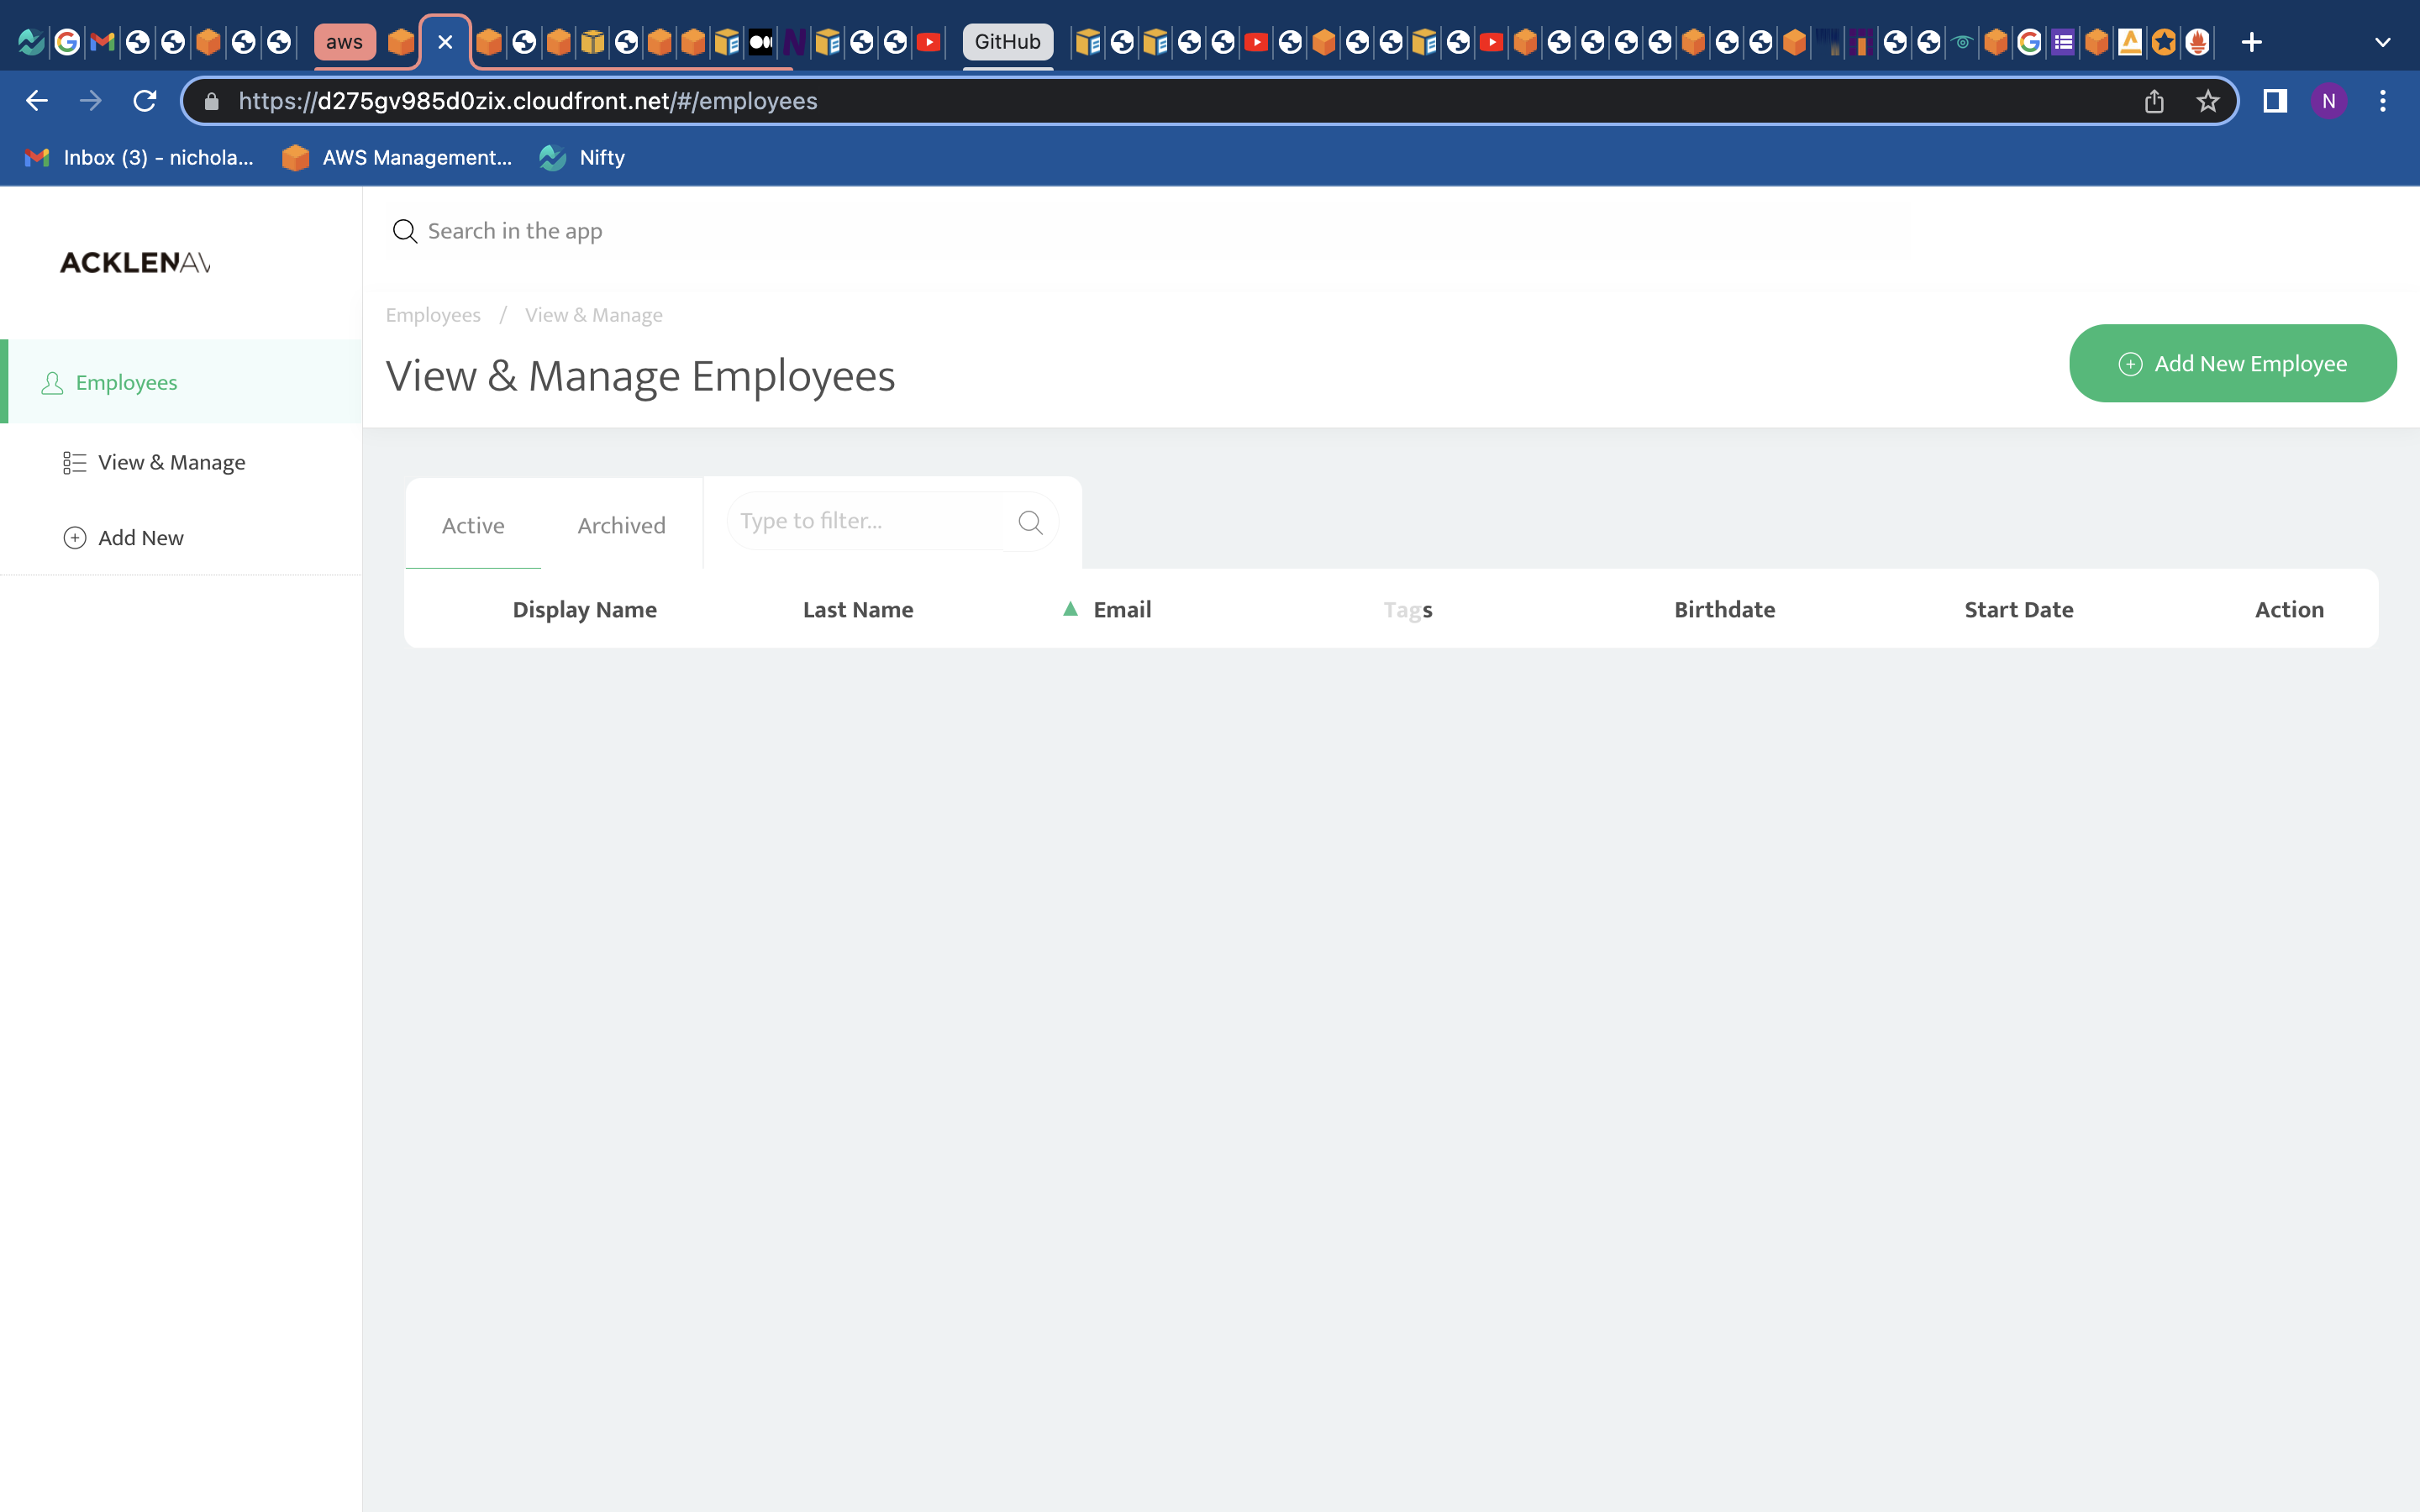 aws
GitHub
https://d275gv985d0zix.cloudfront.net/#/employees
N
Inbox (3) - nichola...
AWS Management...
Nifty
ACKLENAV
Search in the app
Employees / View & Manage
View & Manage Employees
Add New Employee
Employees
View & Manage
Add New
Active
Archived
Type to filter...
Display Name
Last Name
Email
Tags
Birthdate
Start Date
Action